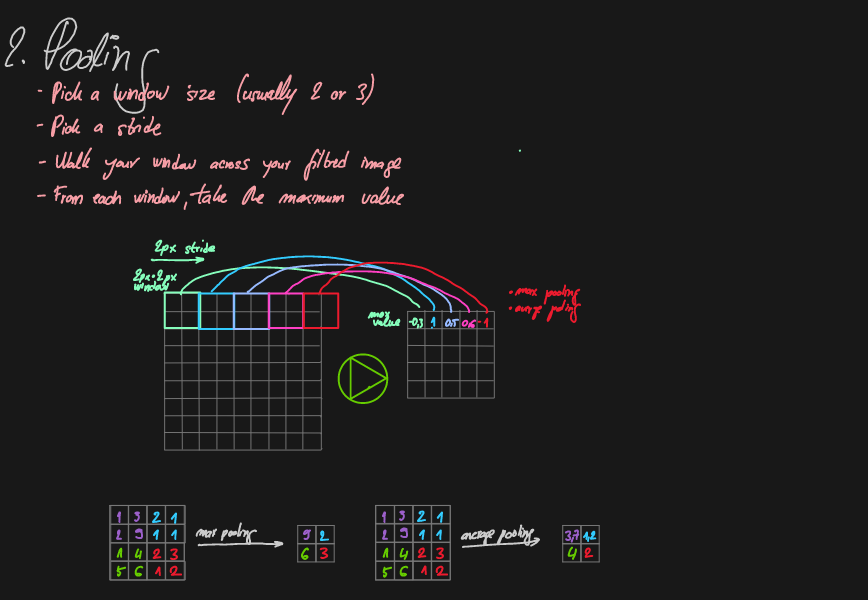 2. Pooling
- Pick a window size (usually 2 or 3)
- Pick a stride
- Walk your window across your filtred image
- From each window, take the maximum value
2px stride
2px·2px
window
max
value
-0,3 1 0,5 0,6 -1
• max pooling
• average poling
1 3 2 1
2 9 1 1
1 4 2 3
5 6 1 2
max pooling
9 2
6 3
1 3 2 1
2 9 1 1
1 4 2 3
5 6 1 2
average pooling
3,7 1,2
4 2